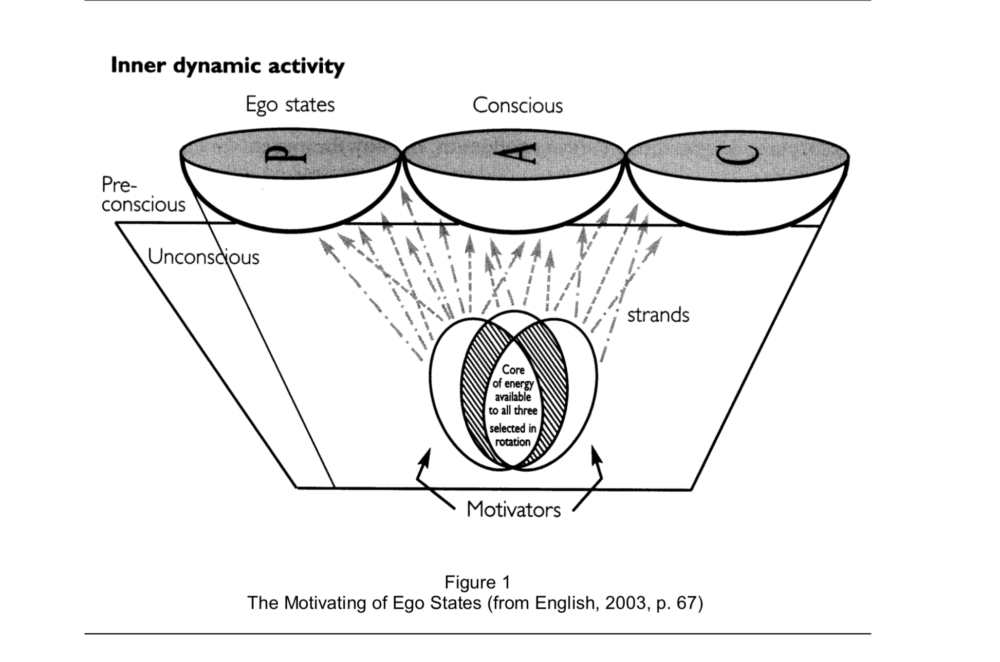 Inner dynamic activity
Ego states
Conscious
P
A
C
Pre-
conscious
Unconscious
strands
Core
of energy
available
to all three
selected in
rotation
Motivators
Figure 1
The Motivating of Ego States (from English, 2003, p. 67)